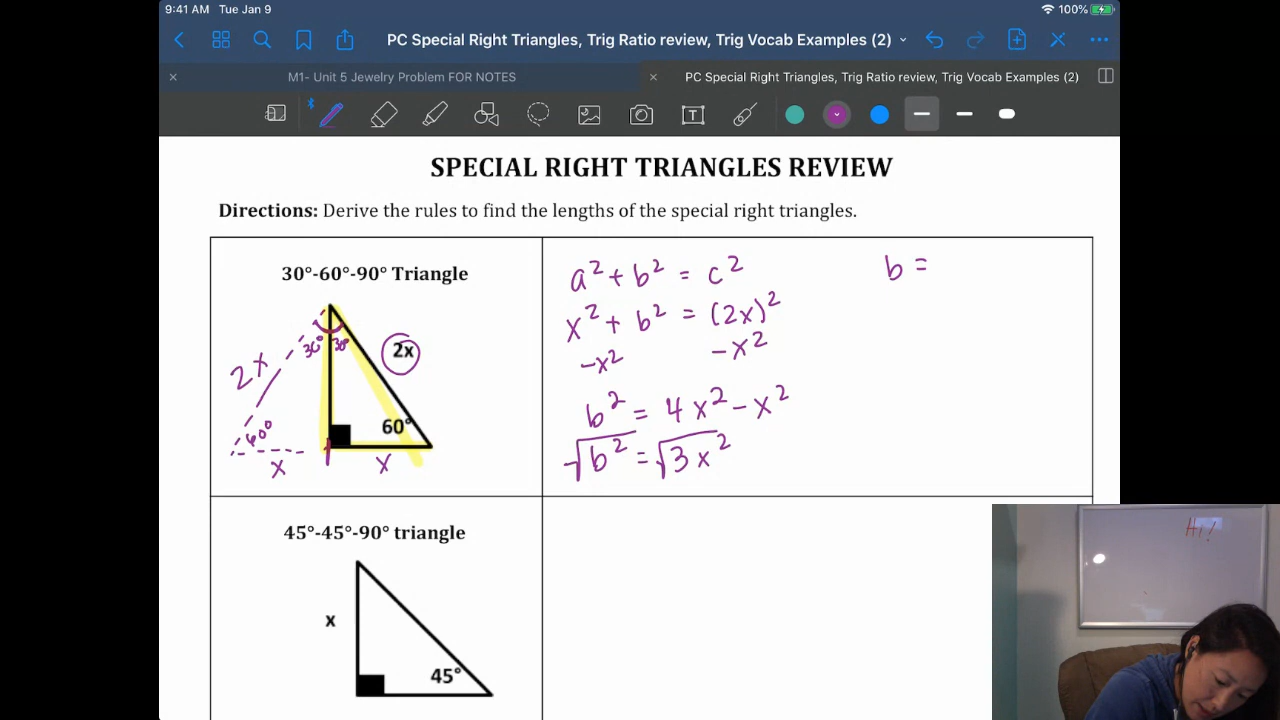 9:41 AM Tue Jan 9
100%
PC Special Right Triangles, Trig Ratio review, Trig Vocab Examples (2)
M1- Unit 5 Jewelry Problem FOR NOTES
PC Special Right Triangles, Trig Ratio review, Trig Vocab Examples (2)
T
SPECIAL RIGHT TRIANGLES REVIEW
Directions: Derive the rules to find the lengths of the special right triangles.
30°-60°-90° Triangle
30° 30°
2x
2x
60°
60°
x
x
a² + b² = c²
x² + b² = (2x)²
-x² -x²
b² = 4x² - x²
√b² = √3x²
b =
45°-45°-90° triangle
x
45°
Hi!